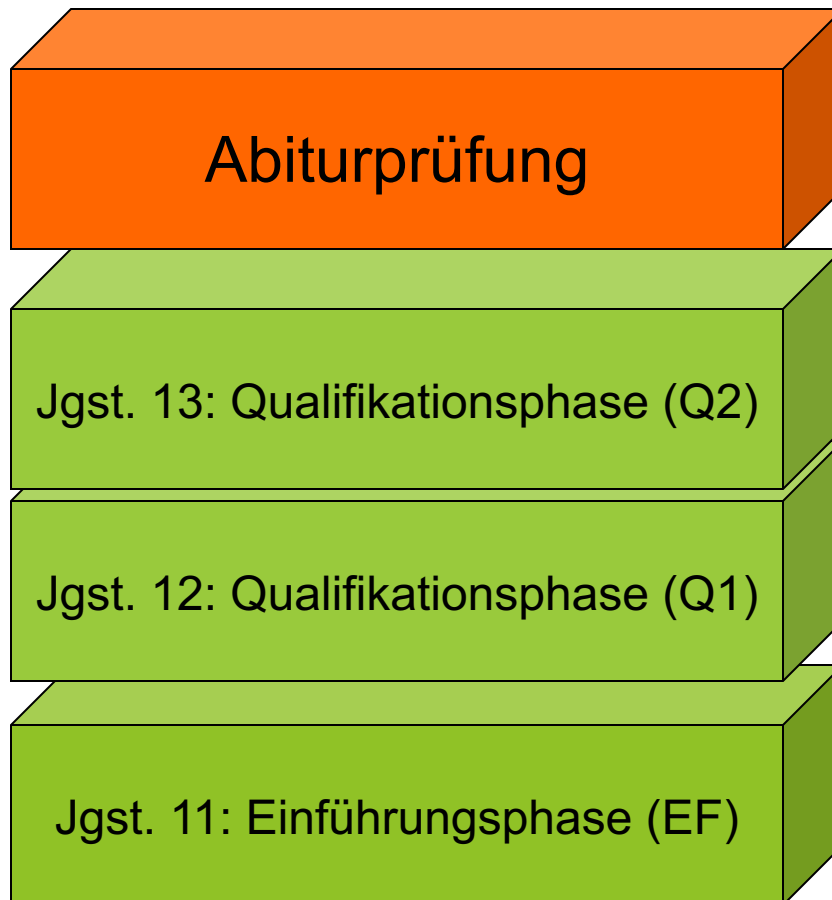 Abiturprüfung
Jgst. 13: Qualifikationsphase (Q2)
Jgst. 12: Qualifikationsphase (Q1)
Jgst. 11: Einführungsphase (EF)